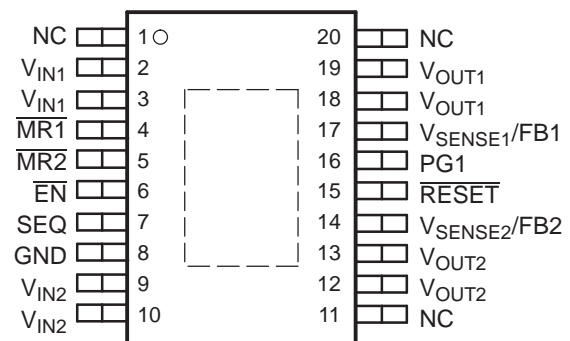 NC 1 20 NC
VIN1 2 19 VOUT1
VIN1 3 18 VOUT1
MR1 4 17 VSENSE1/FB1
MR2 5 16 PG1
EN 6 15 RESET
SEQ 7 14 VSENSE2/FB2
GND 8 13 VOUT2
VIN2 9 12 VOUT2
VIN2 10 11 NC